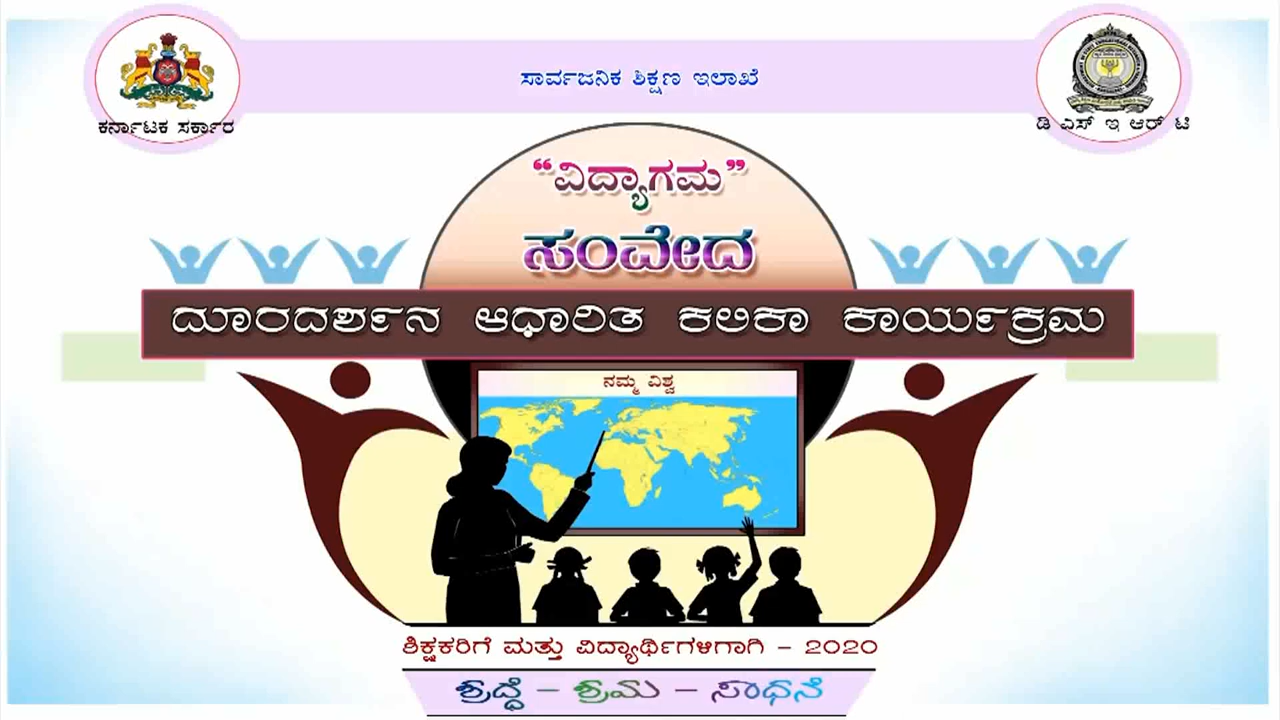 ಸಾರ್ವಜನಿಕ ಶಿಕ್ಷಣ ಇಲಾಖೆ
ಕರ್ನಾಟಕ ಸರ್ಕಾರ
ಡಿ ಎಸ್ ಇ ಆರ್ ಟಿ
“ವಿದ್ಯಾಗಮ”
ಸಂವೇದ
ದೂರದರ್ಶನ ಆಧಾರಿತ ಕಲಿಕಾ ಕಾರ್ಯಕ್ರಮ
ನಮ್ಮ ವಿಶ್ವ
ಶಿಕ್ಷಕರಿಗೆ ಮತ್ತು ವಿದ್ಯಾರ್ಥಿಗಳಿಗಾಗಿ – 2020
ಶ್ರದ್ಧೆ – ಶ್ರಮ – ಸಾಧನೆ